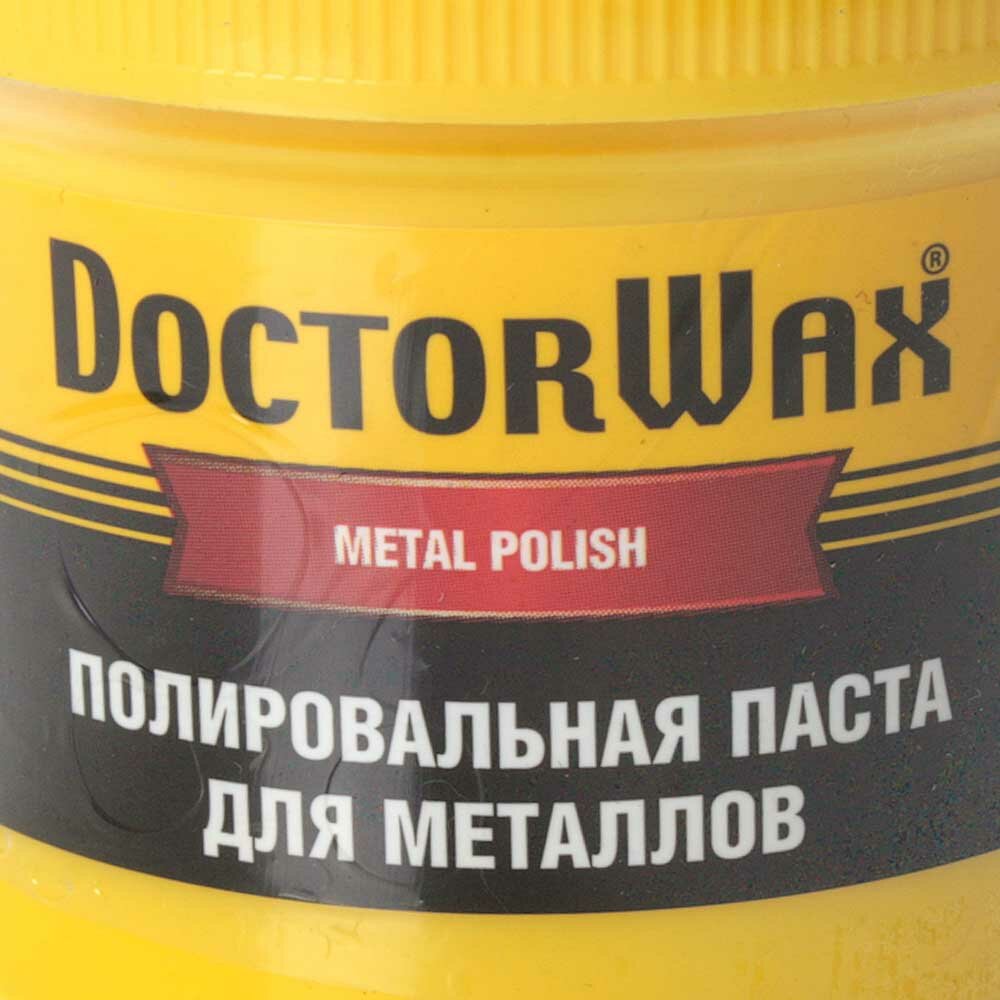 DOCTORWAX®
METAL POLISH
ПОЛИРОВАЛЬНАЯ ПАСТА
ДЛЯ МЕТАЛЛОВ